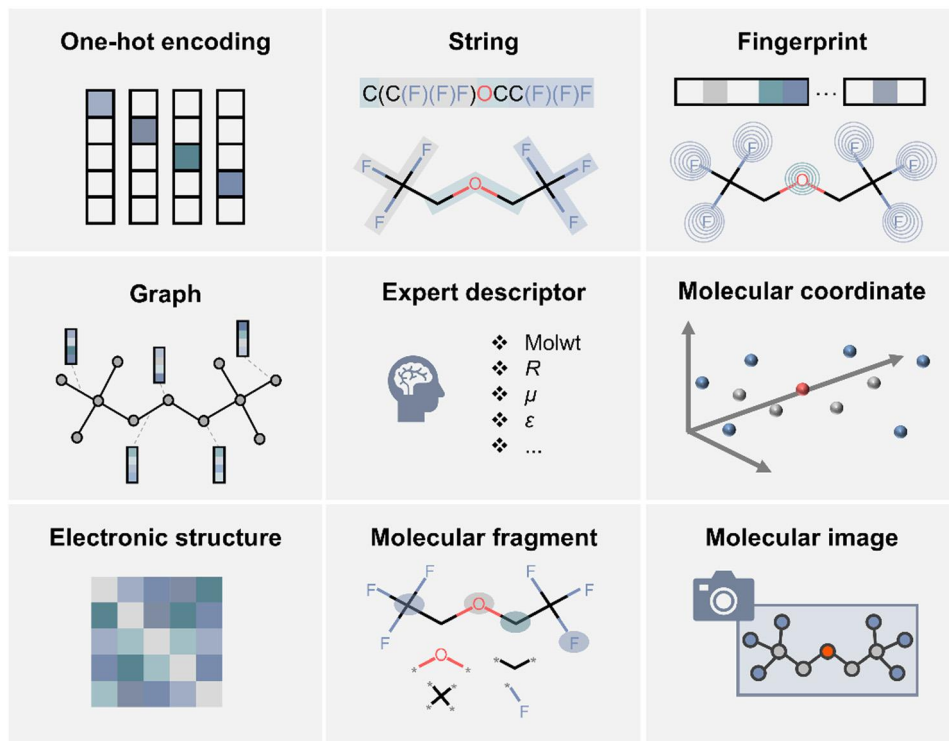 One-hot encoding
String
Fingerprint
C(C(F)(F)F)OCC(F)(F)F
...
F
F
F
O
F
F
F
F
F
F
O
F
F
F
Graph
Expert descriptor
Molecular coordinate
❖ Molwt
❖ R
❖ μ
❖ ε
❖ ...
Electronic structure
Molecular fragment
Molecular image
F
F
F
O
F
F
F
* O *
* *
* * * *
*
F